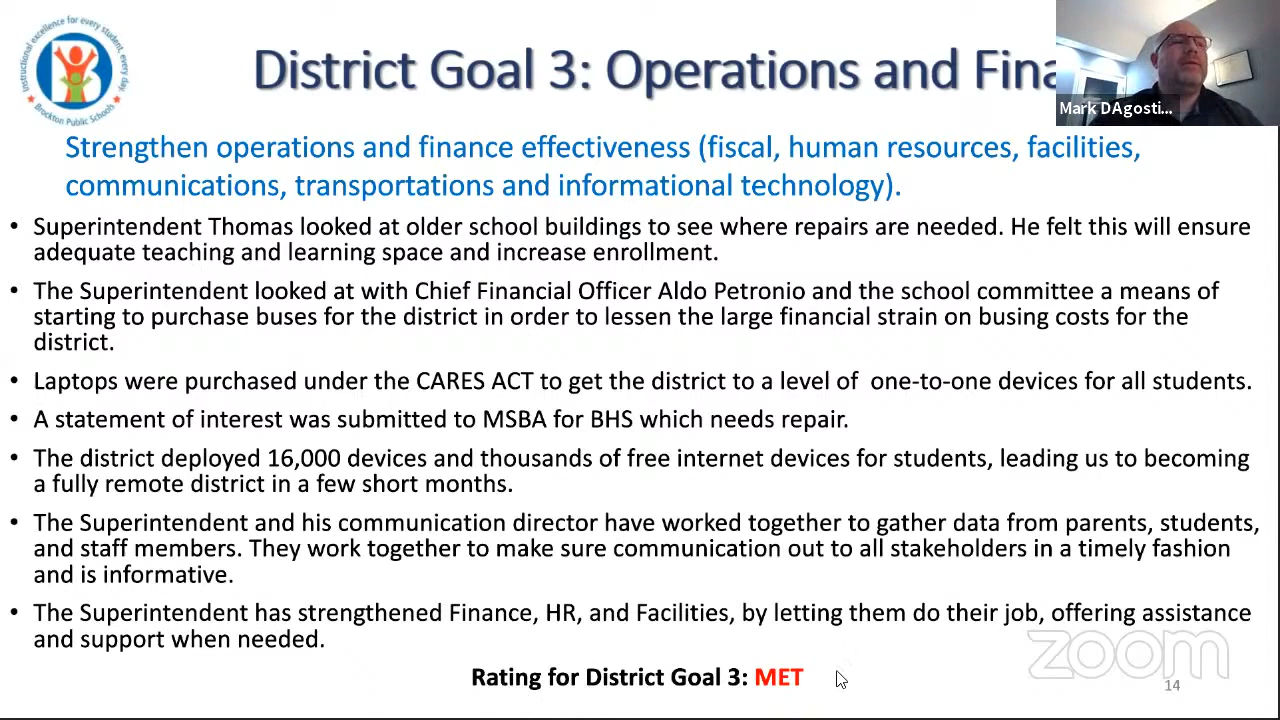 Instructional excellence for every student, every day.
Brockton Public Schools
District Goal 3: Operations and Fina
Mark DAgosti...
Strengthen operations and finance effectiveness (fiscal, human resources, facilities,
communications, transportations and informational technology).
• Superintendent Thomas looked at older school buildings to see where repairs are needed. He felt this will ensure
adequate teaching and learning space and increase enrollment.
• The Superintendent looked at with Chief Financial Officer Aldo Petronio and the school committee a means of
starting to purchase buses for the district in order to lessen the large financial strain on busing costs for the
district.
• Laptops were purchased under the CARES ACT to get the district to a level of one-to-one devices for all students.
• A statement of interest was submitted to MSBA for BHS which needs repair.
• The district deployed 16,000 devices and thousands of free internet devices for students, leading us to becoming
a fully remote district in a few short months.
• The Superintendent and his communication director have worked together to gather data from parents, students,
and staff members. They work together to make sure communication out to all stakeholders in a timely fashion
and is informative.
• The Superintendent has strengthened Finance, HR, and Facilities, by letting them do their job, offering assistance
and support when needed.
zoom
Rating for District Goal 3: MET
14